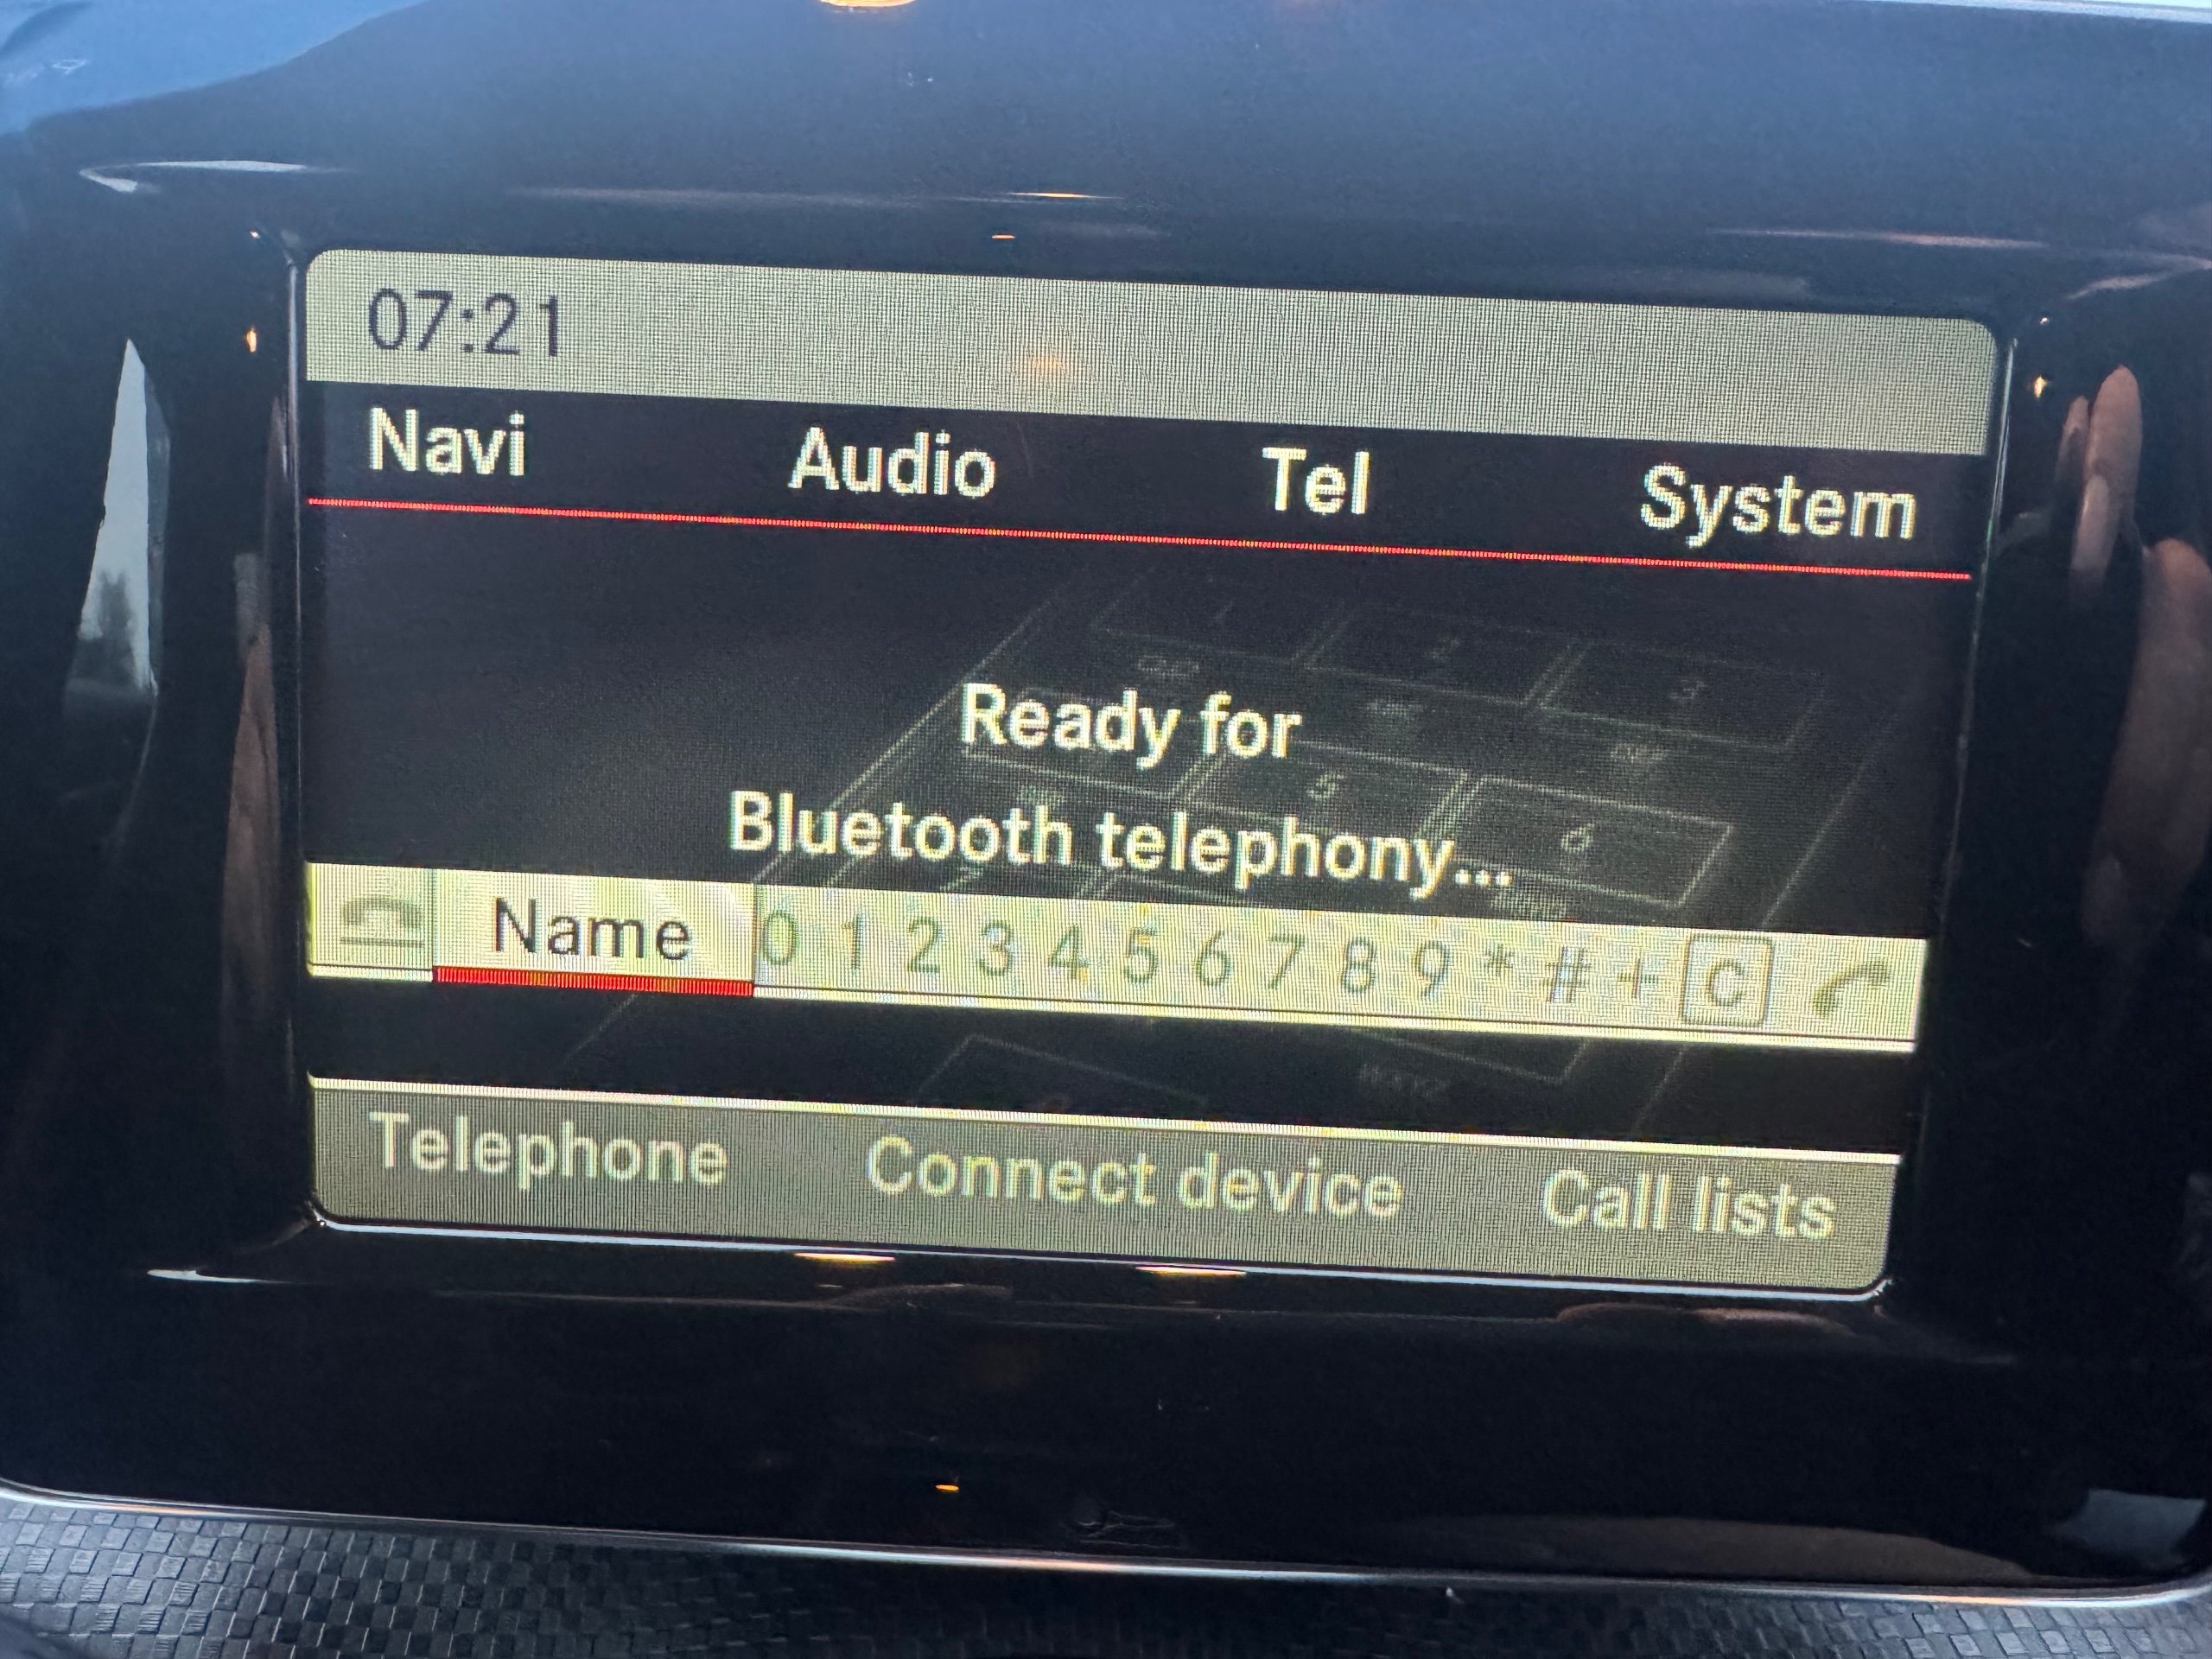 07:21
Navi Audio Tel System
Ready for
Bluetooth telephony...
Name 0 1 2 3 4 5 6 7 8 9 * # + C
Telephone Connect device Call lists